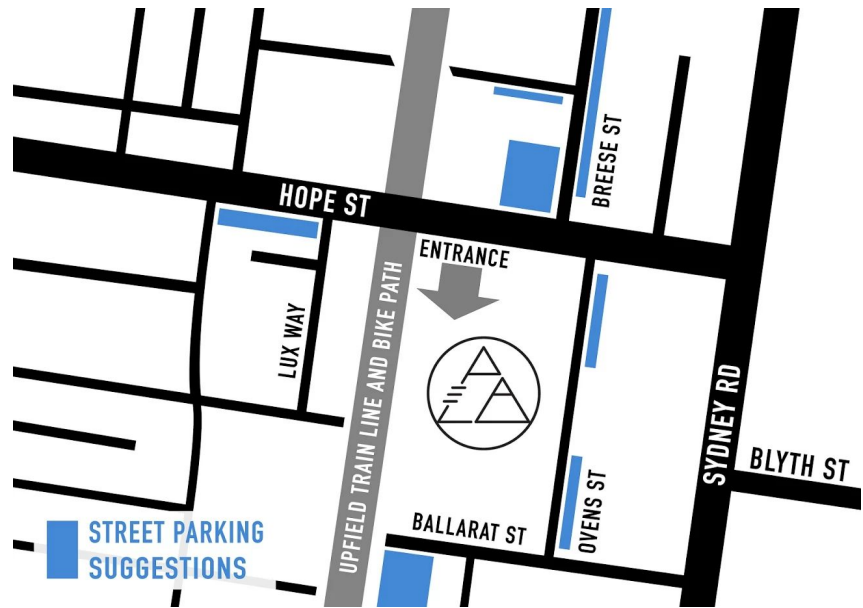 BREESE ST
HOPE ST
ENTRANCE
UPFIELD TRAIN LINE AND BIKE PATH
LUX WAY
SYDNEY RD
BLYTH ST
OVENS ST
BALLARAT ST
STREET PARKING
SUGGESTIONS